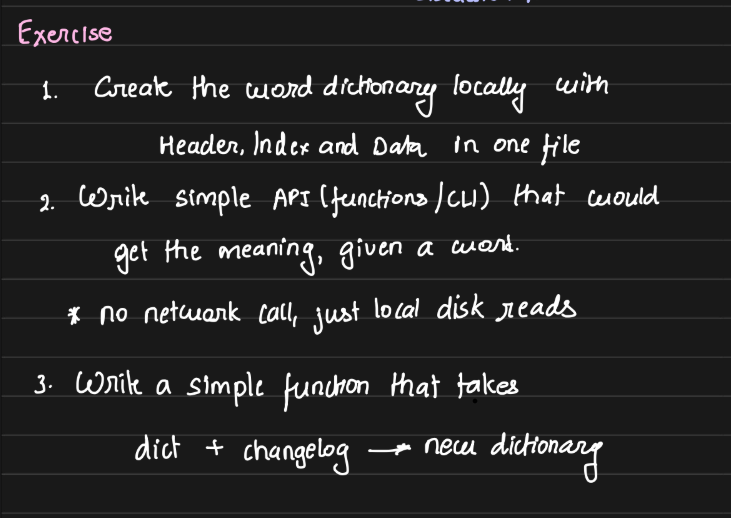 Exercise
1. Create the word dictionary locally with
Header, Index and Data in one file
2. Write simple API (functions/CLI) that would
get the meaning, given a word.
* no network call, just local disk reads
3. Write a simple function that takes
dict + changelog → new dictionary